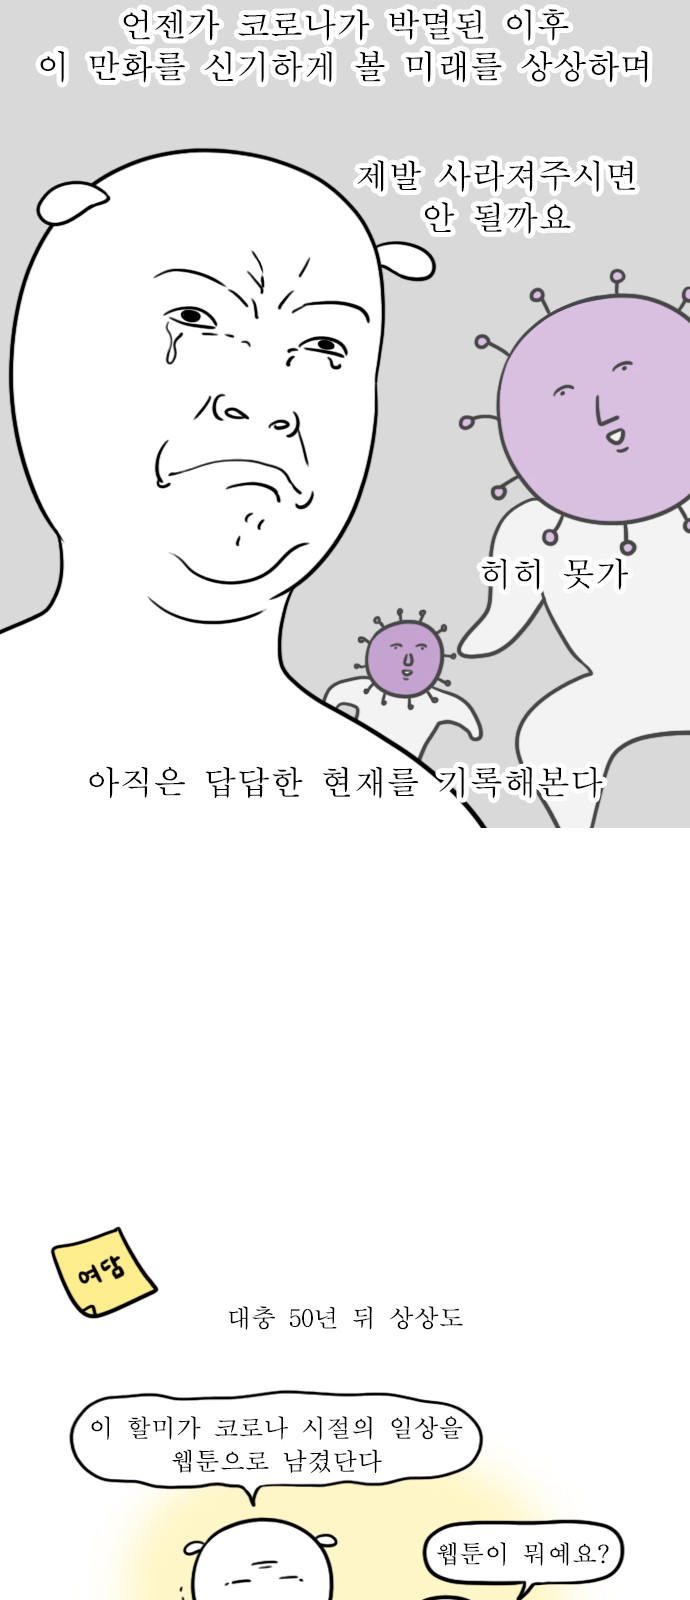 언젠가 코로나가 박멸된 이후
이 만화를 신기하게 볼 미래를 상상하며
제발 사라져주시면
안 될까요
히히 못가
아직은 답답한 현재를 기록해본다
여담
대충 50년 뒤 상상도
이 할미가 코로나 시절의 일상을
웹툰으로 남겼단다
웹툰이 뭐예요?